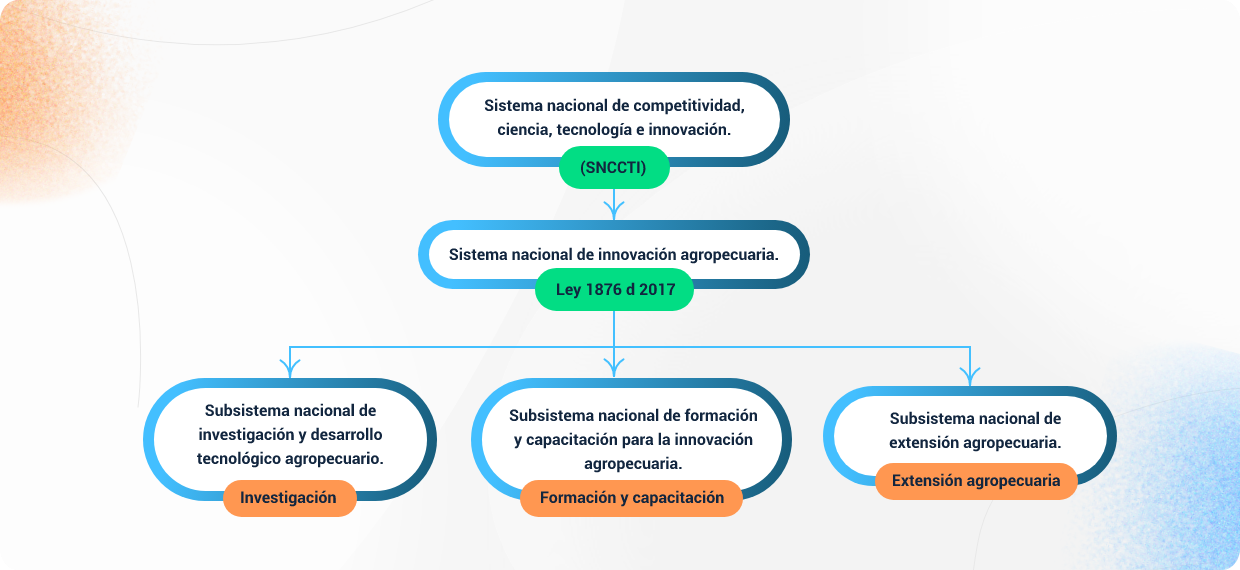 Sistema nacional de competitividad,
ciencia, tecnología e innovación.
(SNCCTI)
Sistema nacional de innovación agropecuaria.
Ley 1876 d 2017
Subsistema nacional de
investigación y desarrollo
tecnológico agropecuario.
Investigación
Subsistema nacional de formación
y capacitación para la innovación
agropecuaria.
Formación y capacitación
Subsistema nacional de
extensión agropecuaria.
Extensión agropecuaria